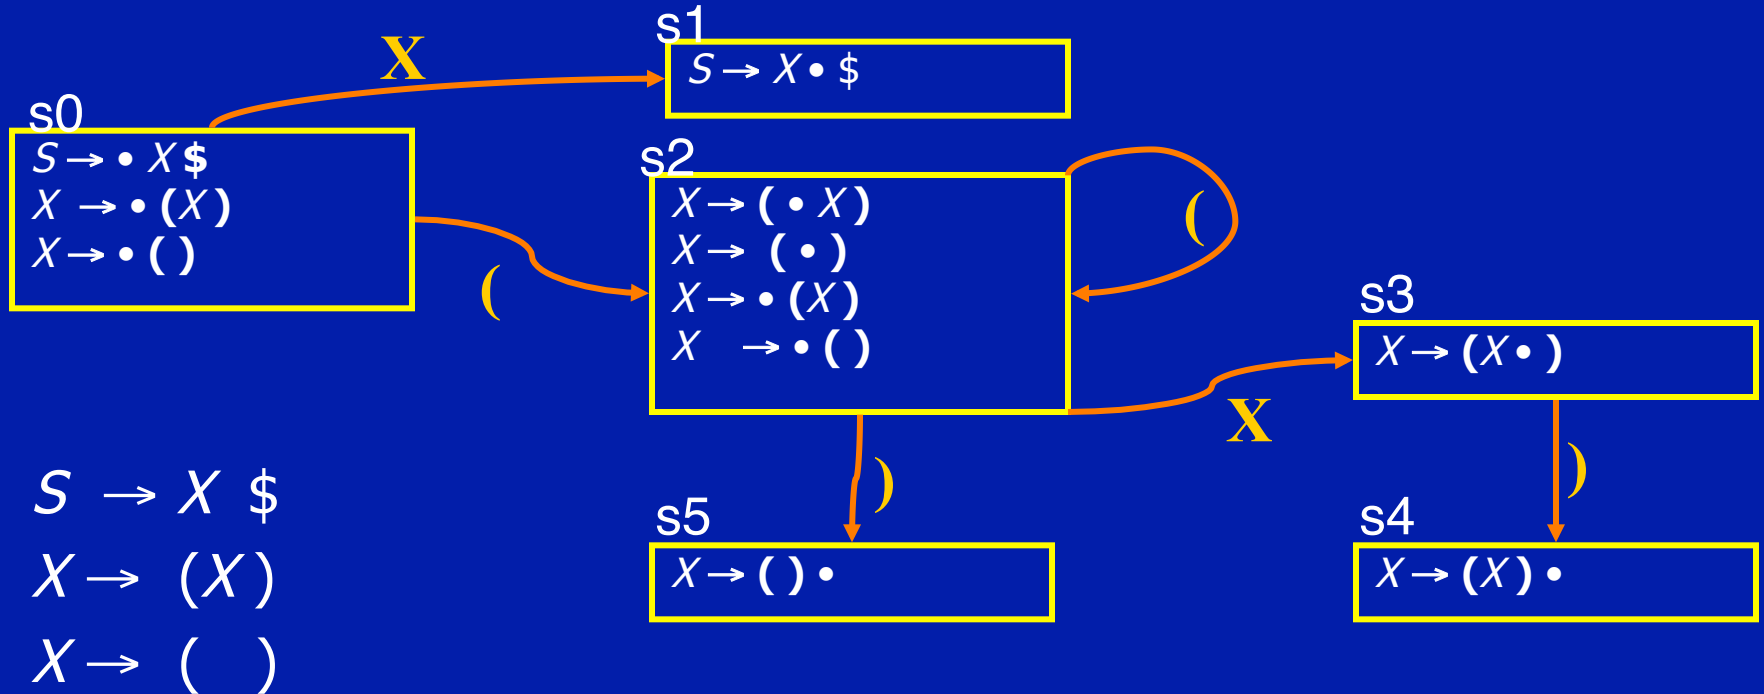 s0
S → • X $
X → • ( X )
X → • ( )
X
s1
S → X • $
(
s2
X → ( • X )
X → ( • )
X → • ( X )
X → • ( )
(
X
s3
X → ( X • )
)
s4
X → ( X ) •
)
s5
X → ( ) •
S → X $
X → ( X )
X → ( )